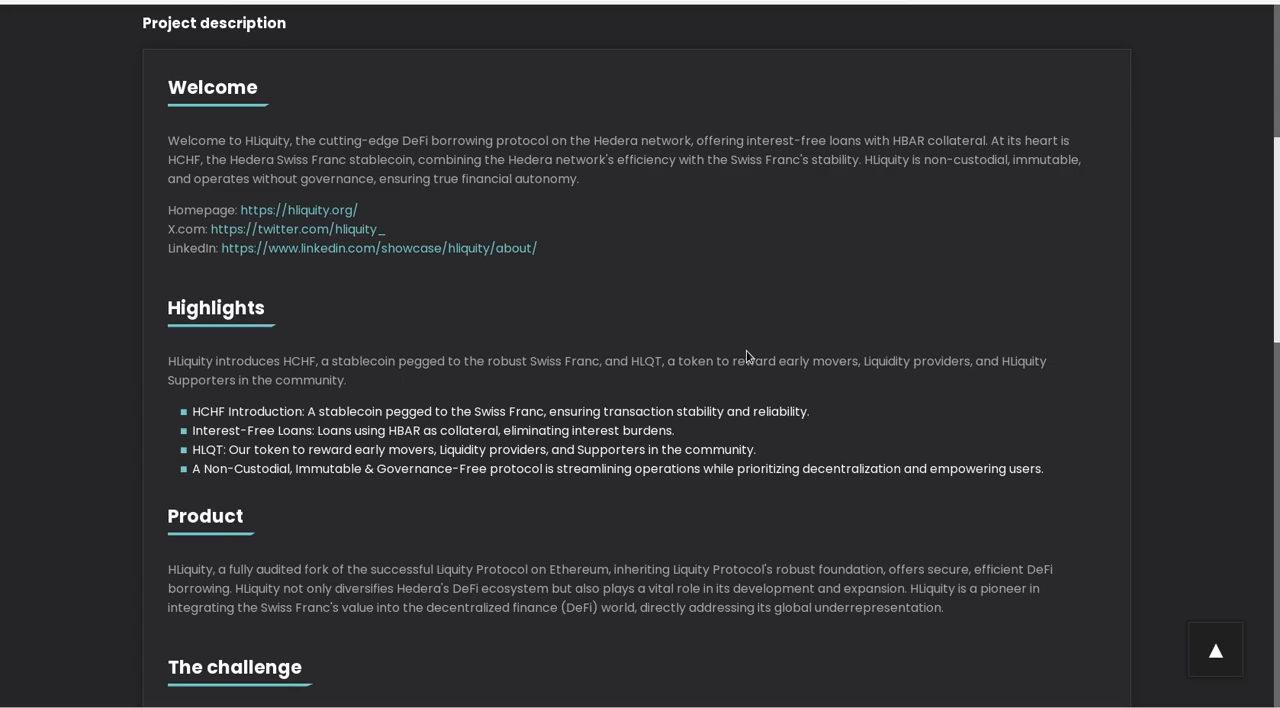 Project description
Welcome
Welcome to HLiquity, the cutting-edge DeFi borrowing protocol on the Hedera network, offering interest-free loans with HBAR collateral. At its heart is
HCHF, the Hedera Swiss Franc stablecoin, combining the Hedera network's efficiency with the Swiss Franc's stability. HLiquity is non-custodial, immutable,
and operates without governance, ensuring true financial autonomy.
Homepage: https://hliquity.org/
X.com: https://twitter.com/hliquity_
LinkedIn: https://www.linkedin.com/showcase/hliquity/about/
Highlights
HLiquity introduces HCHF, a stablecoin pegged to the robust Swiss Franc, and HLQT, a token to reward early movers, Liquidity providers, and HLiquity
Supporters in the community.
HCHF Introduction: A stablecoin pegged to the Swiss Franc, ensuring transaction stability and reliability.
Interest-Free Loans: Loans using HBAR as collateral, eliminating interest burdens.
HLQT: Our token to reward early movers, Liquidity providers, and Supporters in the community.
A Non-Custodial, Immutable & Governance-Free protocol is streamlining operations while prioritizing decentralization and empowering users.
Product
HLiquity, a fully audited fork of the successful Liquity Protocol on Ethereum, inheriting Liquity Protocol's robust foundation, offers secure, efficient DeFi
borrowing. HLiquity not only diversifies Hedera's DeFi ecosystem but also plays a vital role in its development and expansion. HLiquity is a pioneer in
integrating the Swiss Franc's value into the decentralized finance (DeFi) world, directly addressing its global underrepresentation.
The challenge